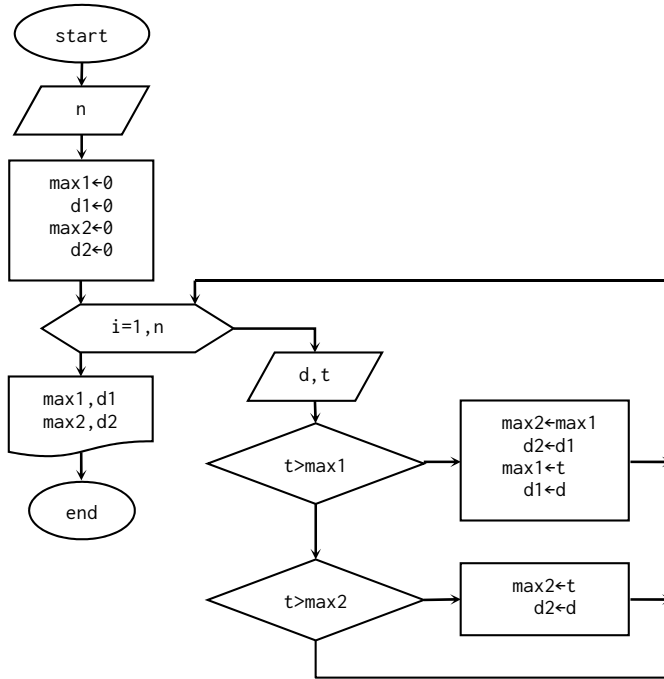 start
n
max1←0
d1←0
max2←0
d2←0
i=1,n
max1,d1
max2,d2
end
d,t
t>max1
max2←max1
d2←d1
max1←t
d1←d
t>max2
max2←t
d2←d